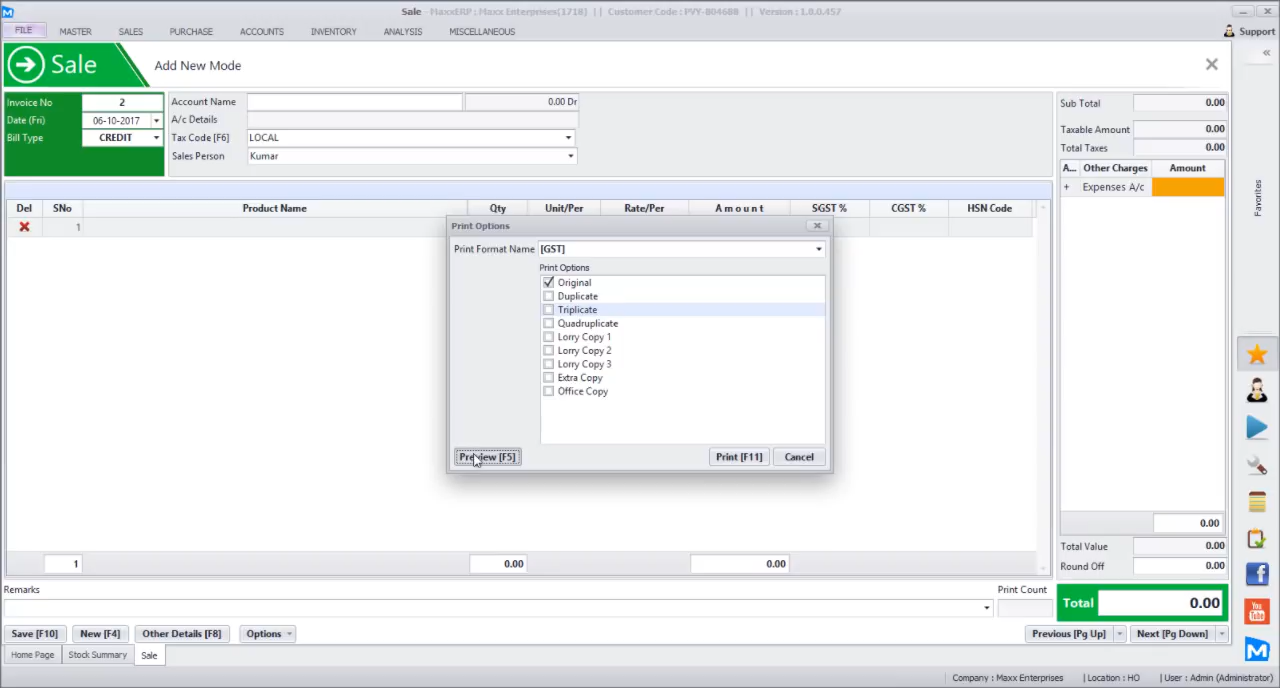 Sale - MaxxERP : Maxx Enterprises(1718) || Customer Code : PVY-B04688 || Version : 1.0.0.457
FILE MASTER SALES PURCHASE ACCOUNTS INVENTORY ANALYSIS MISCELLANEOUS Support
Sale Add New Mode
Invoice No 2 Account Name 0.00 Dr Sub Total 0.00
Date (Fri) 06-10-2017 A/c Details Taxable Amount 0.00
Bill Type CREDIT Tax Code [F6] LOCAL Total Taxes 0.00
Sales Person Kumar
A... Other Charges Amount
+ Expenses A/c
Favorites
Del SNo Product Name Qty Unit/Per Rate/Per A m o u n t SGST % CGST % HSN Code
1
Print Options
Print Format Name [GST]
Print Options
Original
Duplicate
Triplicate
Quadruplicate
Lorry Copy 1
Lorry Copy 2
Lorry Copy 3
Extra Copy
Office Copy
Preview [F5] Print [F11] Cancel
0.00
Total Value 0.00
1 0.00 0.00 Round Off 0.00
Remarks Print Count
Total 0.00
Save [F10] New [F4] Other Details [F8] Options Previous [Pg Up] Next [Pg Down]
Home Page Stock Summary Sale
You Tube
Company : Maxx Enterprises | Location : HO | User : Admin (Administrator)